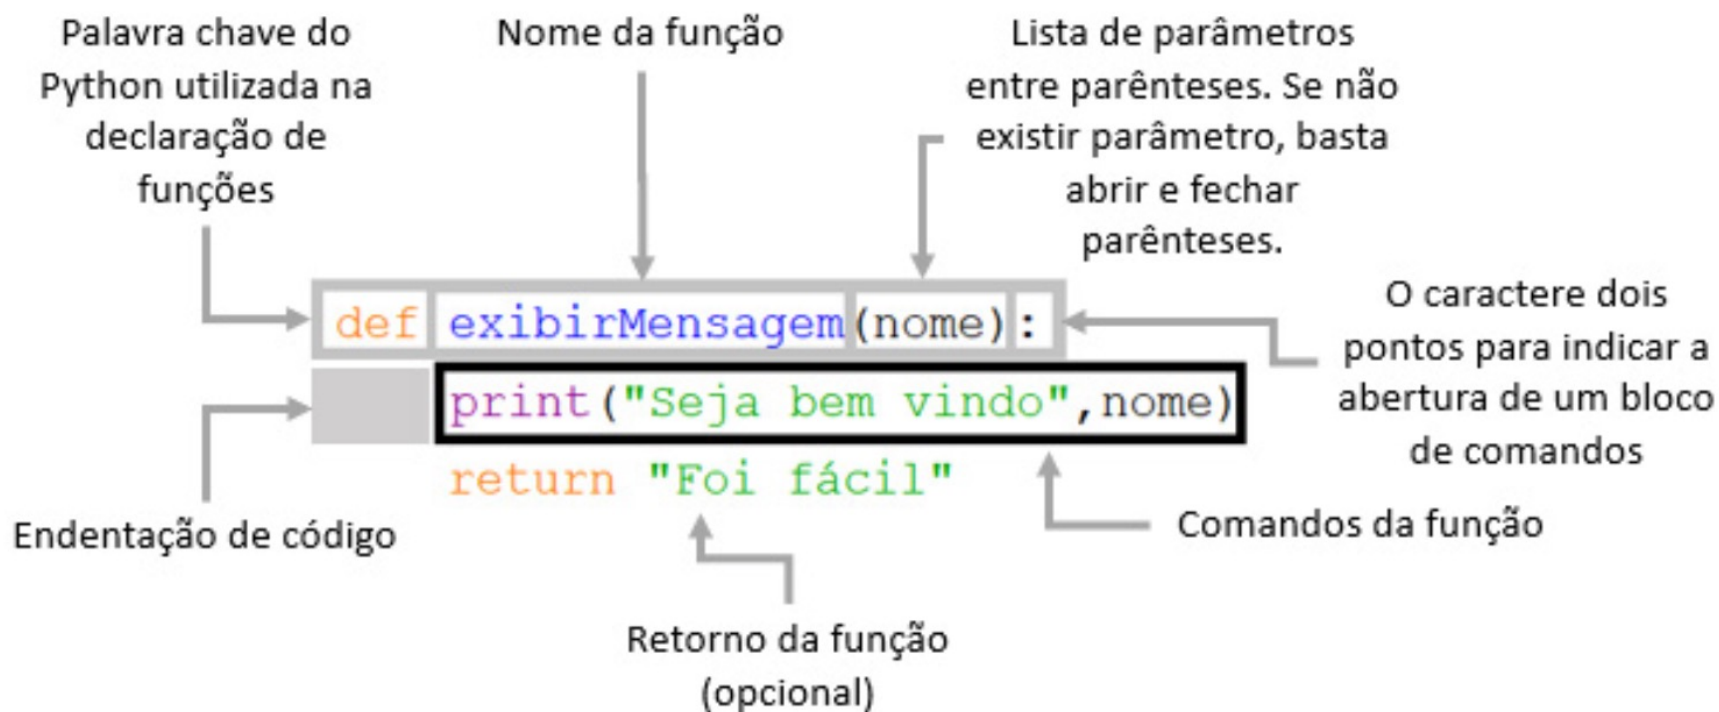 Palavra chave do
Python utilizada na
declaração de
funções
Nome da função
Lista de parâmetros
entre parênteses. Se não
existir parâmetro, basta
abrir e fechar
parênteses.
def exibirMensagem(nome):
O caractere dois
pontos para indicar a
abertura de um bloco
de comandos
print("Seja bem vindo",nome)
return "Foi fácil"
Endentação de código
Comandos da função
Retorno da função
(opcional)